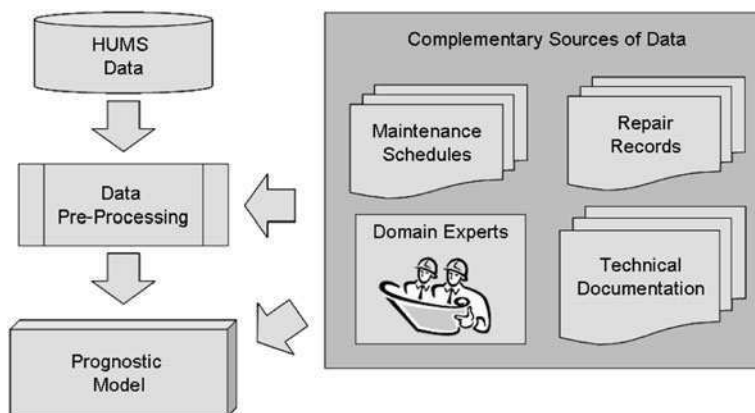 HUMS
Data
Data
Pre-Processing
Prognostic
Model
Complementary Sources of Data
Maintenance
Schedules
Repair
Records
Domain Experts
Technical
Documentation